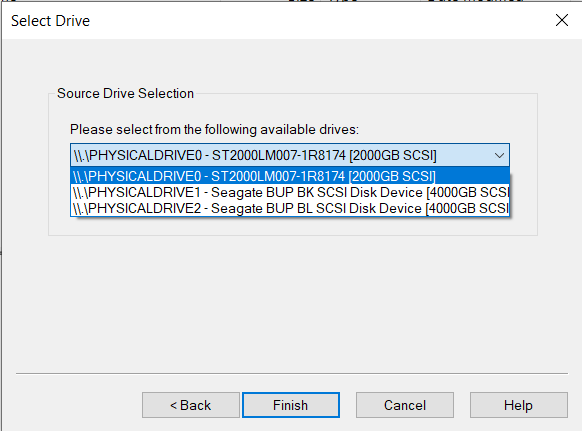 Select Drive
Source Drive Selection
Please select from the following available drives:
\\.\PHYSICALDRIVE0 - ST2000LM007-1R8174 [2000GB SCSI]
\\.\PHYSICALDRIVE0 - ST2000LM007-1R8174 [2000GB SCSI]
\\.\PHYSICALDRIVE1 - Seagate BUP BK SCSI Disk Device [4000GB SCSI
\\.\PHYSICALDRIVE2 - Seagate BUP BL SCSI Disk Device [4000GB SCSI
< Back
Finish
Cancel
Help